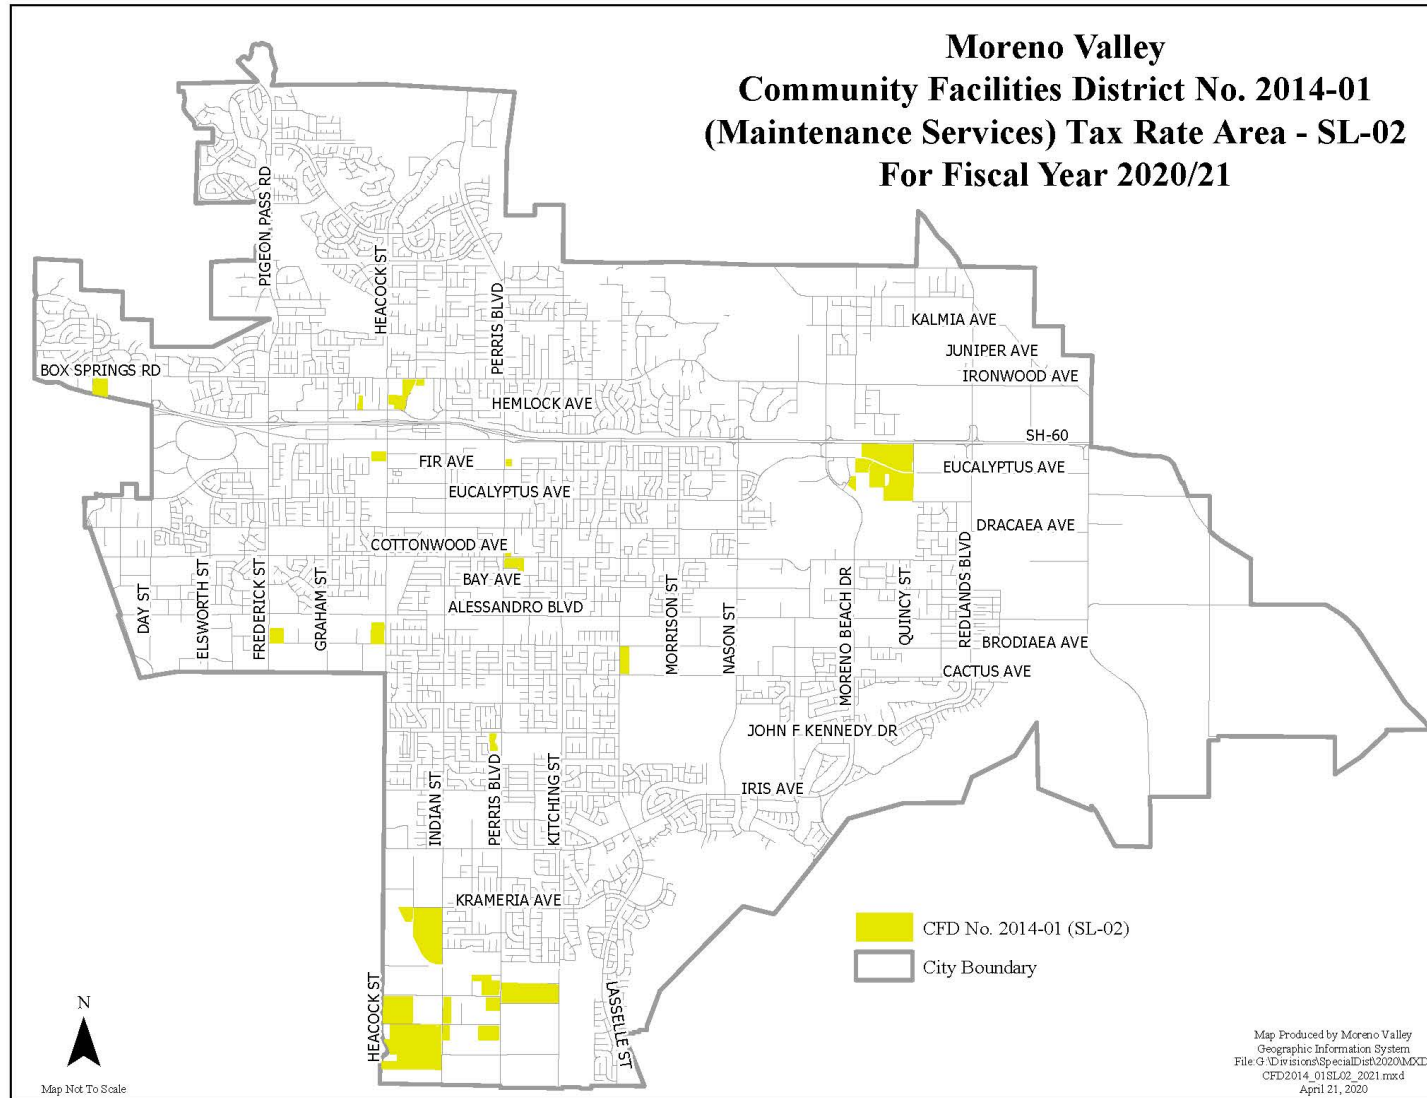 Moreno Valley
Community Facilities District No. 2014-01
(Maintenance Services) Tax Rate Area - SL-02
For Fiscal Year 2020/21
PIGEON PASS RD
HEACOCK ST
PERRIS BLVD
KALMIA AVE
JUNIPER AVE
IRONWOOD AVE
BOX SPRINGS RD
HEMLOCK AVE
SH-60
FIR AVE
EUCALYPTUS AVE
EUCALYPTUS AVE
DRACAEA AVE
COTTONWOOD AVE
BAY AVE
ALESSANDRO BLVD
DAY ST
ELSWORTH ST
FREDERICK ST
GRAHAM ST
MORRISON ST
NASON ST
MORENO BEACH DR
QUINCY ST
REDLANDS BLVD
BRODIAEA AVE
CACTUS AVE
JOHN F KENNEDY DR
IRIS AVE
INDIAN ST
PERRIS BLVD
KITCHING ST
KRAMERIA AVE
HEACOCK ST
LASSELLE ST
CFD No. 2014-01 (SL-02)
City Boundary
N
Map Not To Scale
Map Produced by Moreno Valley
Geographic Information System
File:G:\Divisions\SpecialDist\2020\MXD
CFD2014_01SL02_2021.mxd
April 21, 2020